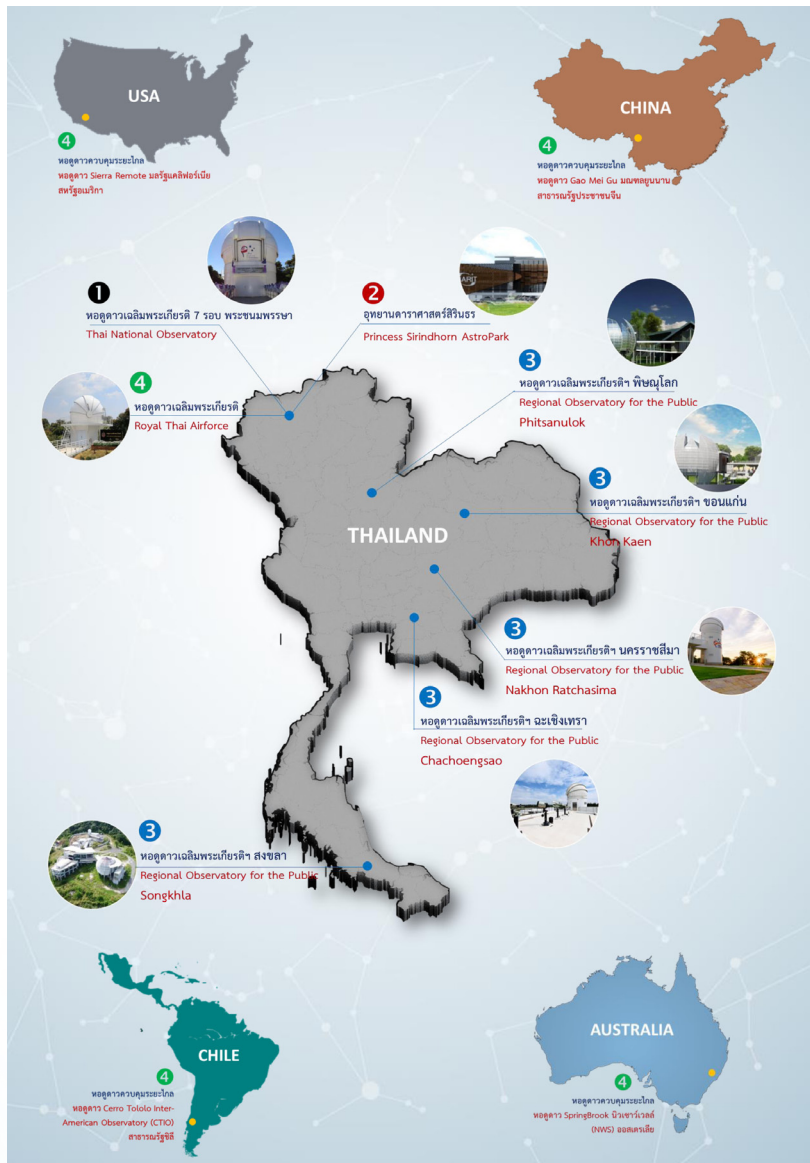 USA
4
หอดูดาวควบคุมระยะไกล
หอดูดาว Sierra Remote มลรัฐแคลิฟอร์เนีย
สหรัฐอเมริกา
CHINA
4
หอดูดาวควบคุมระยะไกล
หอดูดาว Gao Mei Gu มณฑลยูนนาน
สาธารณรัฐประชาชนจีน
1
หอดูดาวเฉลิมพระเกียรติ 7 รอบ พระชนมพรรษา
Thai National Observatory
2
อุทยานดาราศาสตร์สิรินธร
Princess Sirindhorn AstroPark
3
หอดูดาวเฉลิมพระเกียรติฯ พิษณุโลก
Regional Observatory for the Public
Phitsanulok
4
หอดูดาวเฉลิมพระเกียรติ
Royal Thai Airforce
3
หอดูดาวเฉลิมพระเกียรติฯ ขอนแก่น
Regional Observatory for the Public
Khon Kaen
THAILAND
3
หอดูดาวเฉลิมพระเกียรติฯ นครราชสีมา
Regional Observatory for the Public
Nakhon Ratchasima
3
หอดูดาวเฉลิมพระเกียรติฯ ฉะเชิงเทรา
Regional Observatory for the Public
Chachoengsao
3
หอดูดาวเฉลิมพระเกียรติฯ สงขลา
Regional Observatory for the Public
Songkhla
CHILE
4
หอดูดาวควบคุมระยะไกล
หอดูดาว Cerro Tololo Inter-
American Observatory (CTIO)
สาธารณรัฐชิลี
AUSTRALIA
4
หอดูดาวควบคุมระยะไกล
หอดูดาว SpringBrook นิวเซาว์เวลล์
(NWS) ออสเตรเลีย